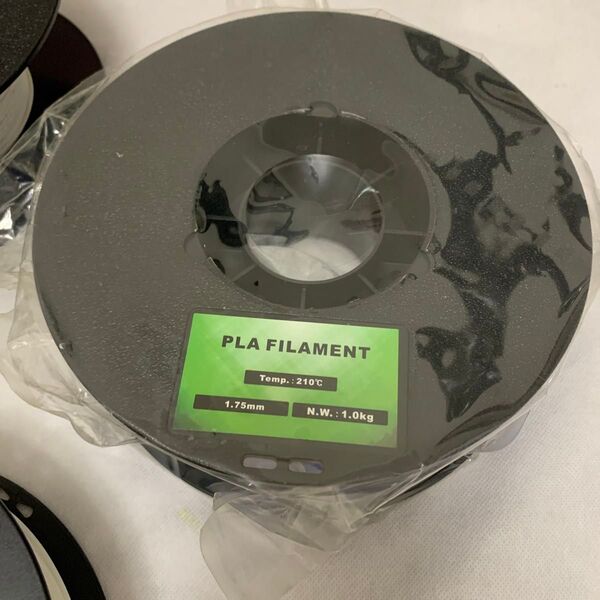 PLA FILAMENT
Temp.: 210℃
1.75mm N.W.: 1.0kg